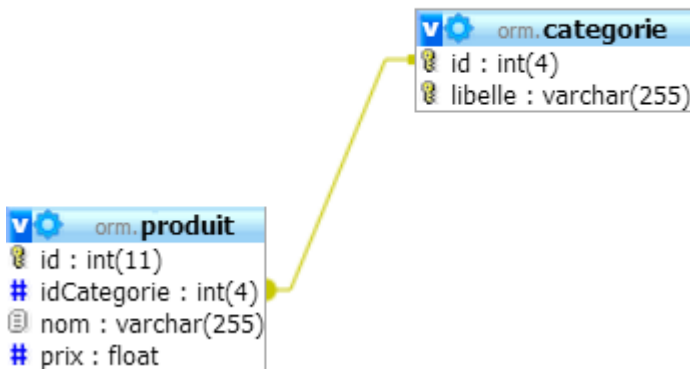 v orm.categorie
id : int(4)
libelle : varchar(255)
v orm.produit
id : int(11)
# idCategorie : int(4)
nom : varchar(255)
# prix : float